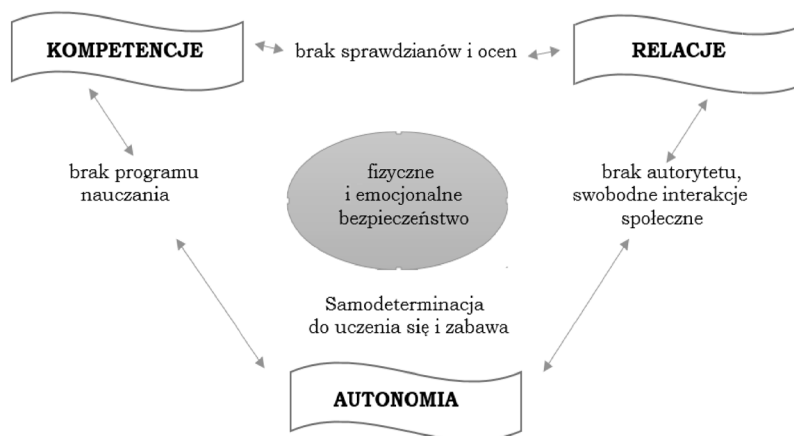 KOMPETENCJE
brak sprawdzianów i ocen
RELACJE
brak programu
nauczania
fizyczne
i emocjonalne
bezpieczeństwo
brak autorytetu,
swobodne interakcje
społeczne
Samodeterminacja
do uczenia się i zabawa
AUTONOMIA